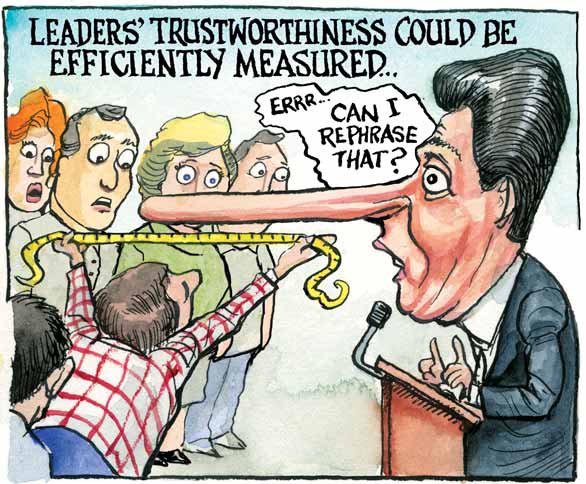 LEADERS' TRUSTWORTHINESS COULD BE
EFFICIENTLY MEASURED...
ERRR...
CAN I
REPHRASE
THAT?